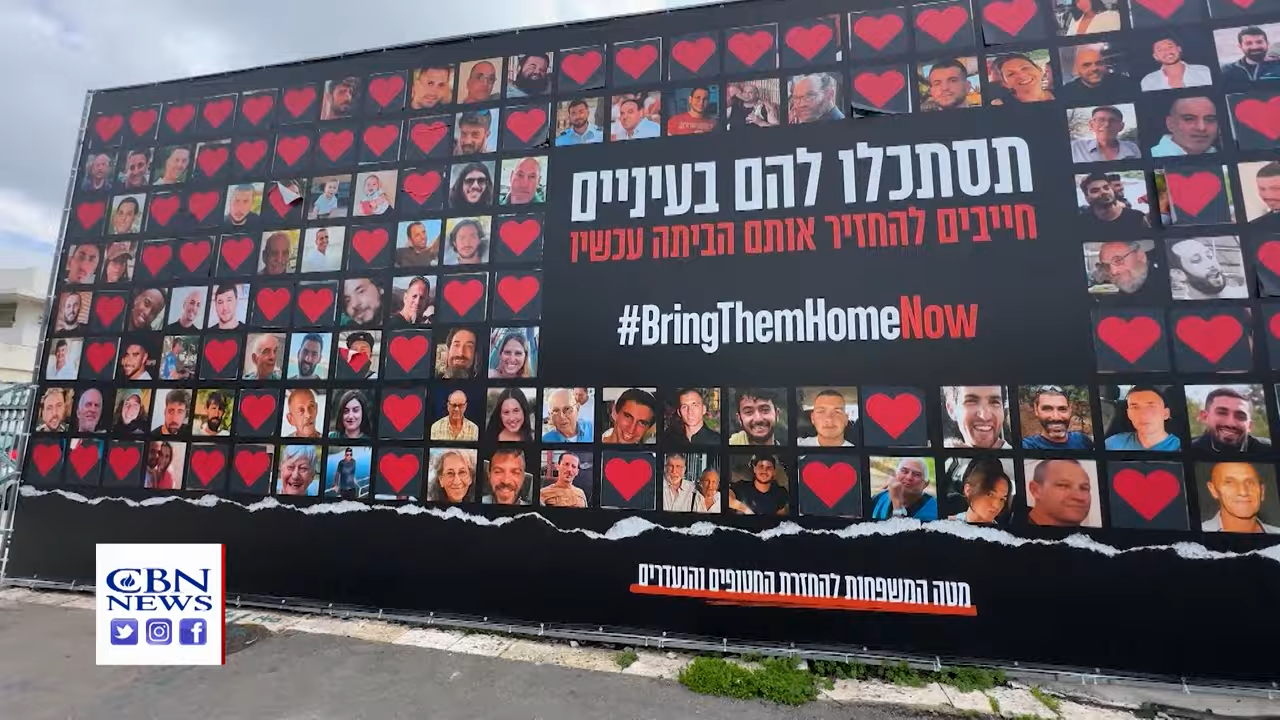 תסתכלו להם בעיניים
חייבים להחזיר אותם הביתה עכשיו
#BringThemHomeNow
מטה המשפחות להחזרת החטופים והנעדרים
CBN
NEWS